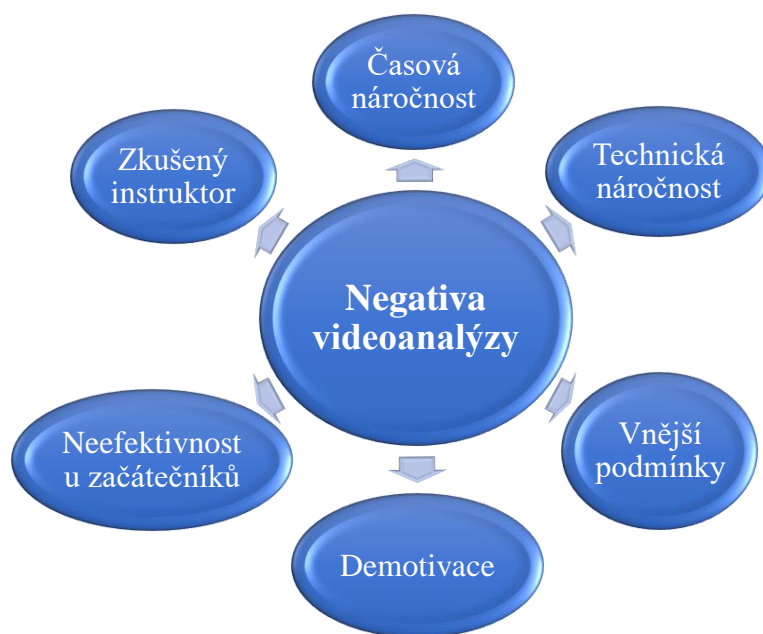 Časová
náročnost
Zkušený
instruktor
Technická
náročnost
Negativa
videoanalýzy
Neefektivnost
u začátečníků
Vnější
podmínky
Demotivace